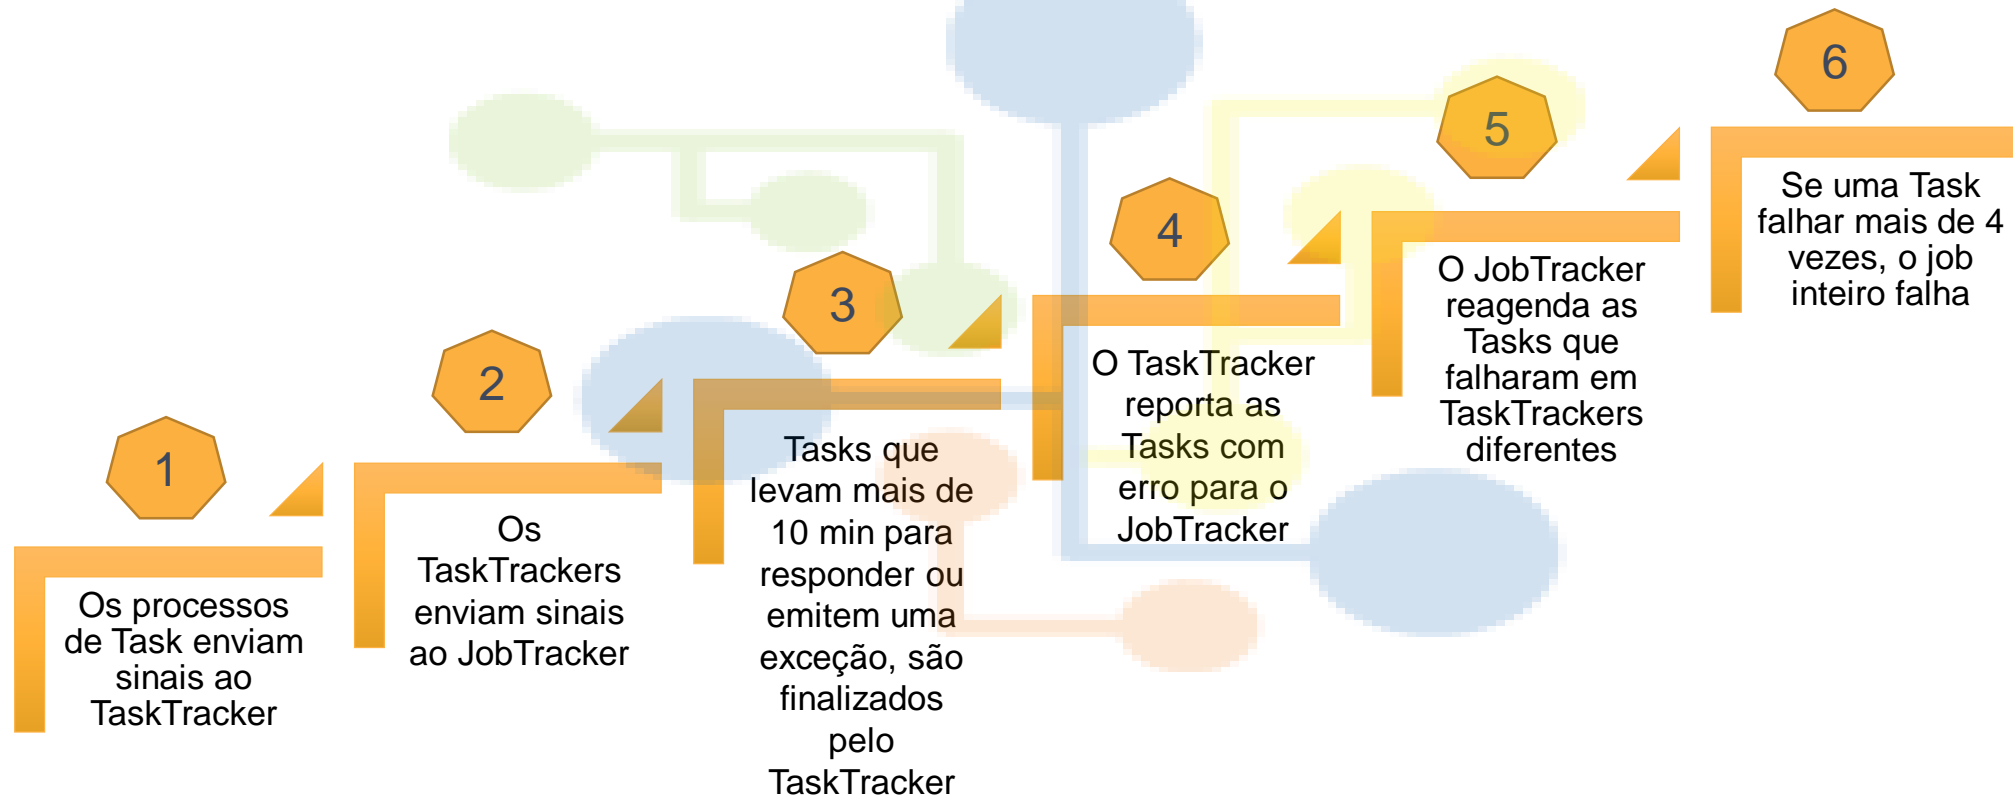 1
Os processos
de Task enviam
sinais ao
TaskTracker
2
Os
TaskTrackers
enviam sinais
ao JobTracker
3
Tasks que
levam mais de
10 min para
responder ou
emitem uma
exceção, são
finalizados
pelo
TaskTracker
4
O TaskTracker
reporta as
Tasks com
erro para o
JobTracker
5
O JobTracker
reagenda as
Tasks que
falharam em
TaskTrackers
diferentes
6
Se uma Task
falhar mais de 4
vezes, o job
inteiro falha